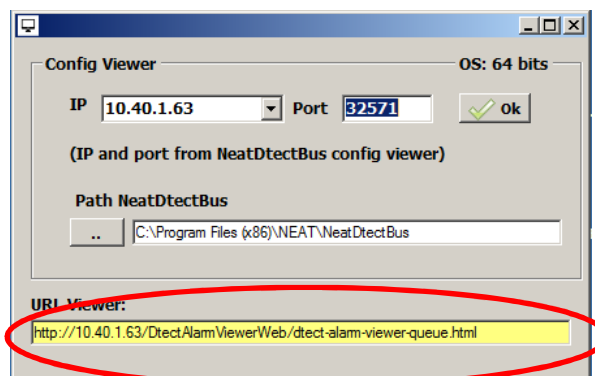 Config Viewer OS: 64 bits
IP 10.40.1.63 Port 32571 Ok
(IP and port from NeatDtectBus config viewer)
Path NeatDtectBus
.. C:\Program Files (x86)\NEAT\NeatDtectBus
URL Viewer:
http://10.40.1.63/DtectAlarmViewerWeb/dtect-alarm-viewer-queue.html